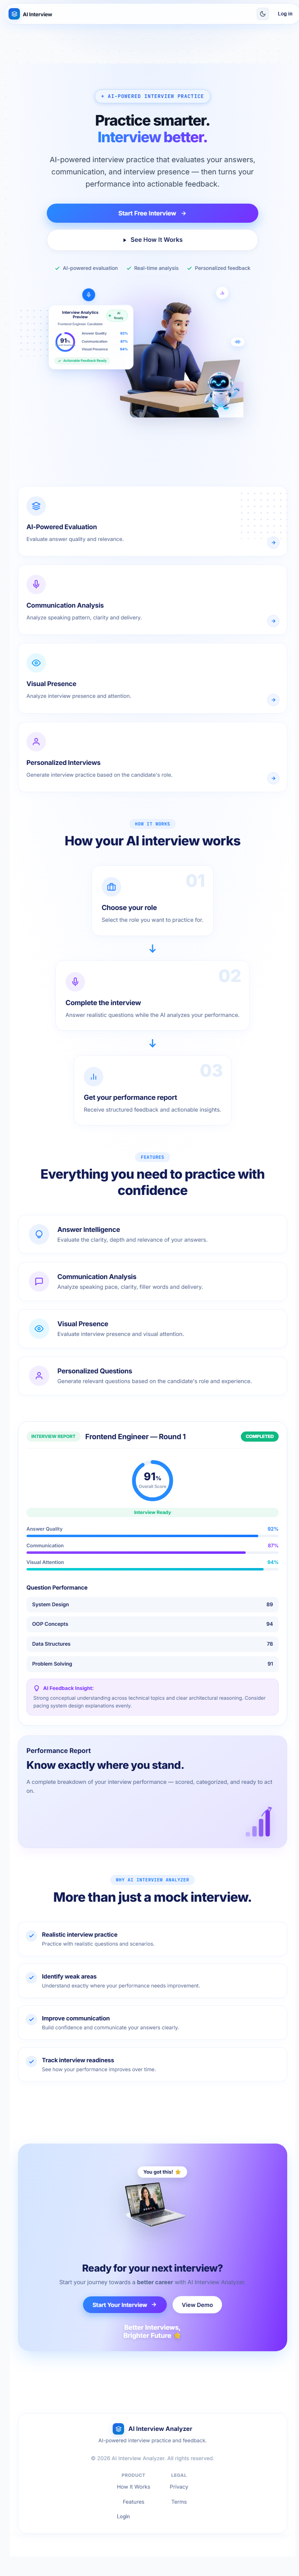 AI Interview
Log in
+ AI-POWERED INTERVIEW PRACTICE
Practice smarter.
Interview better.
AI-powered interview practice that evaluates your answers,
communication, and interview presence — then turns your
performance into actionable feedback.
Start Free Interview →
See How It Works
AI-powered evaluation
Real-time analysis
Personalized feedback
Interview Analytics
Preview
AI
Ready
Frontend Engineer Candidate
91%
Answer Quality 92%
Communication 87%
Visual Presence 94%
Actionable Feedback Ready
AI-Powered Evaluation
Evaluate answer quality and relevance.
Communication Analysis
Analyze speaking pattern, clarity and delivery.
Visual Presence
Analyze interview presence and attention.
Personalized Interviews
Generate interview practice based on the candidate's role.
HOW IT WORKS
How your AI interview works
01
Choose your role
Select the role you want to practice for.
02
Complete the interview
Answer realistic questions while the AI analyzes your performance.
03
Get your performance report
Receive structured feedback and actionable insights.
FEATURES
Everything you need to practice with
confidence
Answer Intelligence
Evaluate the clarity, depth and relevance of your answers.
Communication Analysis
Analyze speaking pace, clarity, filler words and delivery.
Visual Presence
Evaluate interview presence and visual attention.
Personalized Questions
Generate relevant questions based on the candidate's role and experience.
INTERVIEW REPORT
Frontend Engineer — Round 1
COMPLETED
91%
Overall Score
Interview Ready
Answer Quality 92%
Communication 87%
Visual Attention 94%
Question Performance
System Design 89
OOP Concepts 94
Data Structures 78
Problem Solving 91
AI Feedback Insight:
Strong conceptual understanding across technical topics and clear architectural reasoning. Consider
pacing system design explanations evenly.
Performance Report
Know exactly where you stand.
A complete breakdown of your interview performance — scored, categorized, and ready to act
on.
WHY AI INTERVIEW ANALYZER
More than just a mock interview.
Realistic interview practice
Practice with realistic questions and scenarios.
Identify weak areas
Understand exactly where your performance needs improvement.
Improve communication
Build confidence and communicate your answers clearly.
Track interview readiness
See how your performance improves over time.
You got this! ⭐
Ready for your next interview?
Start your journey towards a better career with AI Interview Analyzer.
Start Your Interview →
View Demo
Better Interviews,
Brighter Future ⭐
AI Interview Analyzer
AI-powered interview practice and feedback.
© 2026 AI Interview Analyzer. All rights reserved.
PRODUCT
How it Works
Features
Login
LEGAL
Privacy
Terms